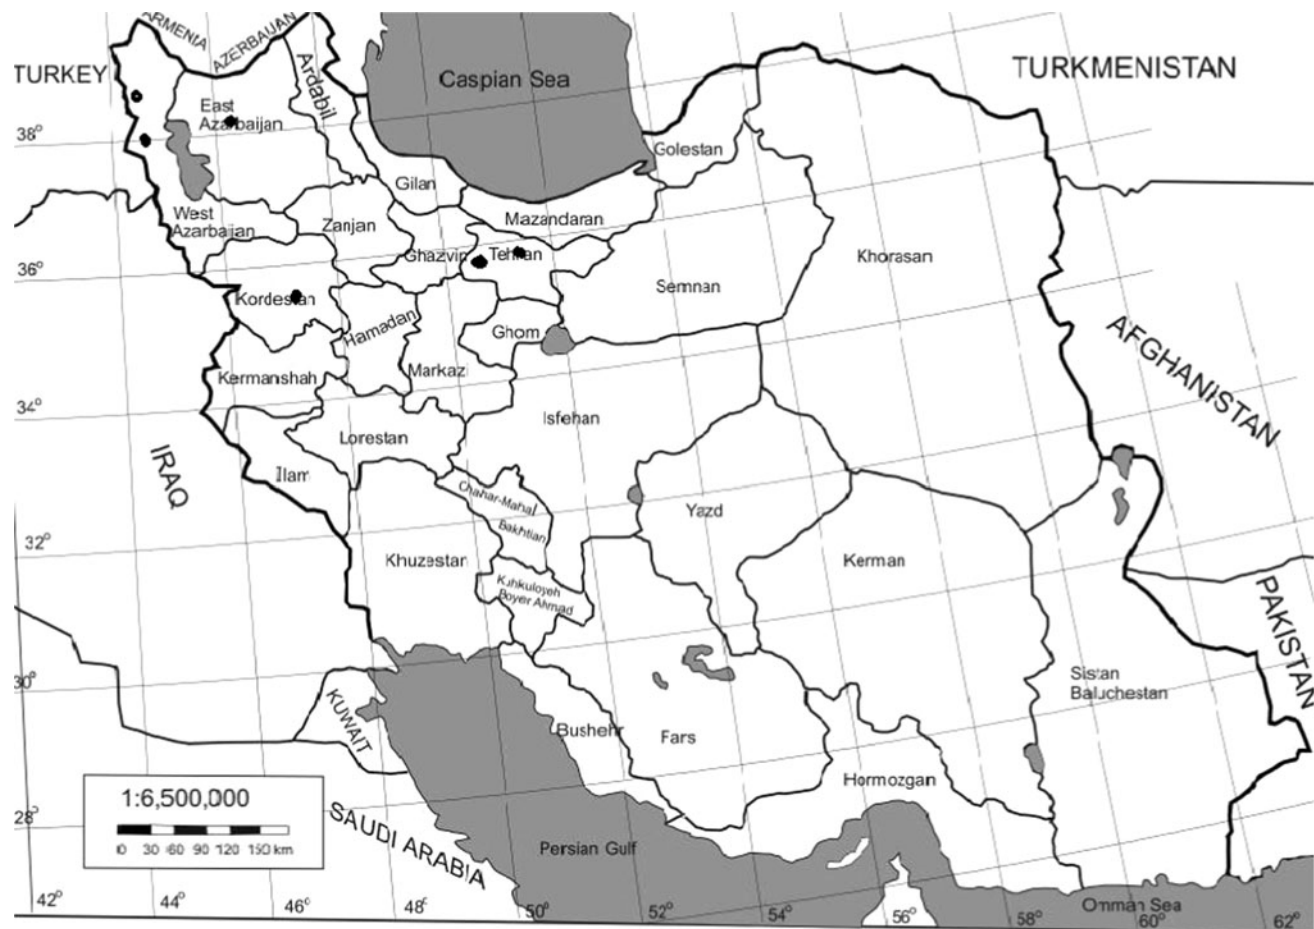 ARMENIA
AZERBAIJAN
TURKEY
Ardabil
Caspian Sea
TURKMENISTAN
East
Azarbaijan
38°
Golestan
Gilan
West
Azarbaijan
Zanjan
Mazandaran
Ghazvin
Tehran
Khorasan
36°
Kordestan
Semnan
Hamadan
Ghom
AFGHANISTAN
Kermanshah
Markazi
34°
Isfehan
Lorestan
IRAQ
Ilam
Chahar-Mahal
Bakhtian
Yazd
32°
Khuzestan
Kerman
Kuhkuloyeh
Boyer Ahmad
PAKISTAN
30°
Sistan
Baluchestan
KUWAIT
Bushehr
Fars
Hormozgan
1:6,500,000
0 30 60 90 120 150 km
28°
SAUDI ARABIA
Persian Gulf
Omman Sea
42°
44°
46°
48°
50°
52°
54°
56°
58°
60°
62°